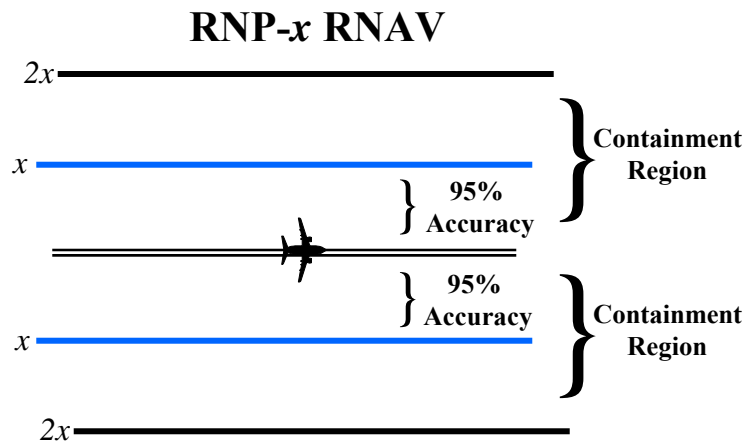 RNP-x RNAV
2x
x
95%
Accuracy
Containment
Region
95%
Accuracy
Containment
Region
x
2x